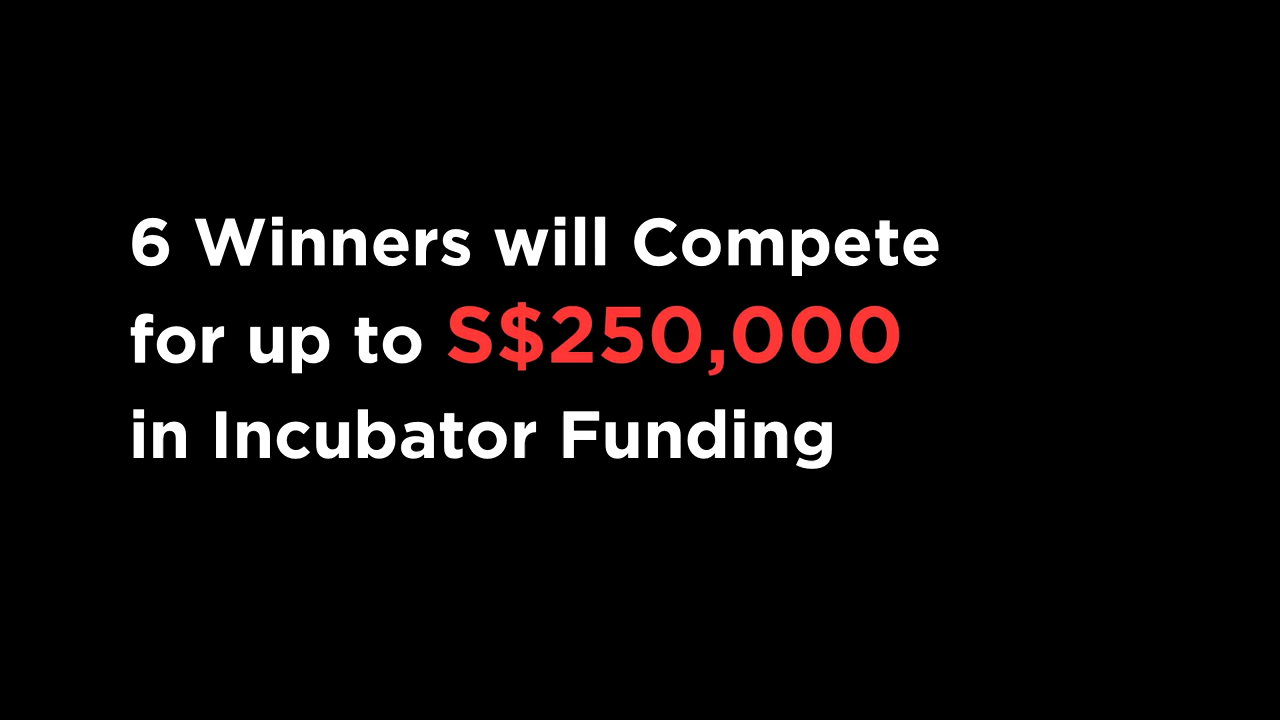 6 Winners will Compete
for up to S$250,000
in Incubator Funding